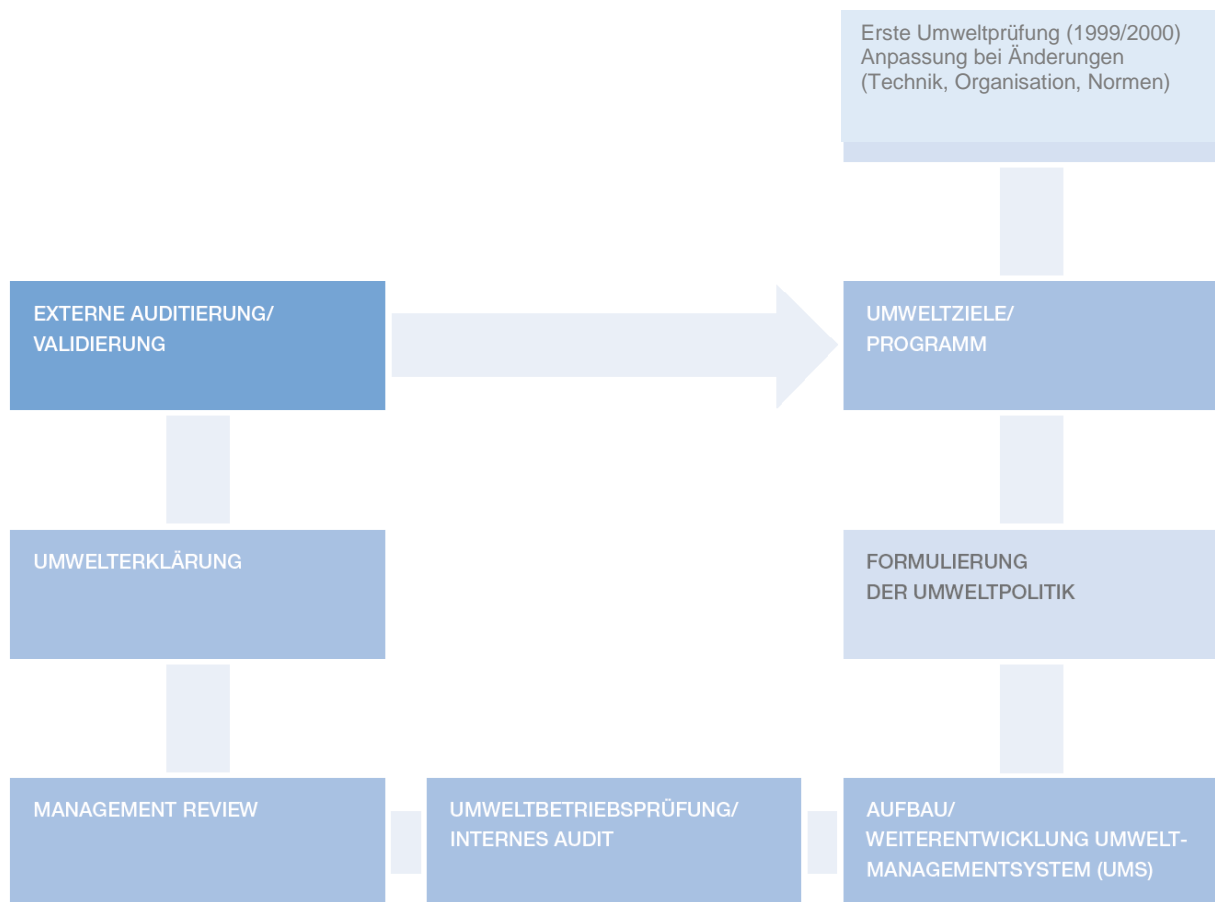 Erste Umweltprüfung (1999/2000)
Anpassung bei Änderungen
(Technik, Organisation, Normen)
EXTERNE AUDITIERUNG/
VALIDIERUNG
UMWELTZIELE/
PROGRAMM
UMWELTERKLÄRUNG
FORMULIERUNG
DER UMWELTPOLITIK
MANAGEMENT REVIEW
UMWELTBETRIEBSPRÜFUNG/
INTERNES AUDIT
AUFBAU/
WEITERENTWICKLUNG UMWELT-
MANAGEMENTSYSTEM (UMS)